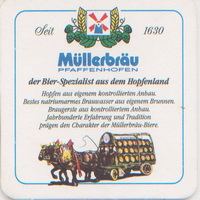 Seit 1630
Müllerbräu
PFAFFENHOFEN
der Bier-Spezialist aus dem Hopfenland
Hopfen aus eigenem kontrollierten Anbau.
Bestes natriumarmes Brauwasser aus eigenem Brunnen.
Braugerste aus kontrolliertem Anbau.
Jahrhunderte Erfahrung und Tradition
prägen den Charakter der Müllerbräu-Biere.